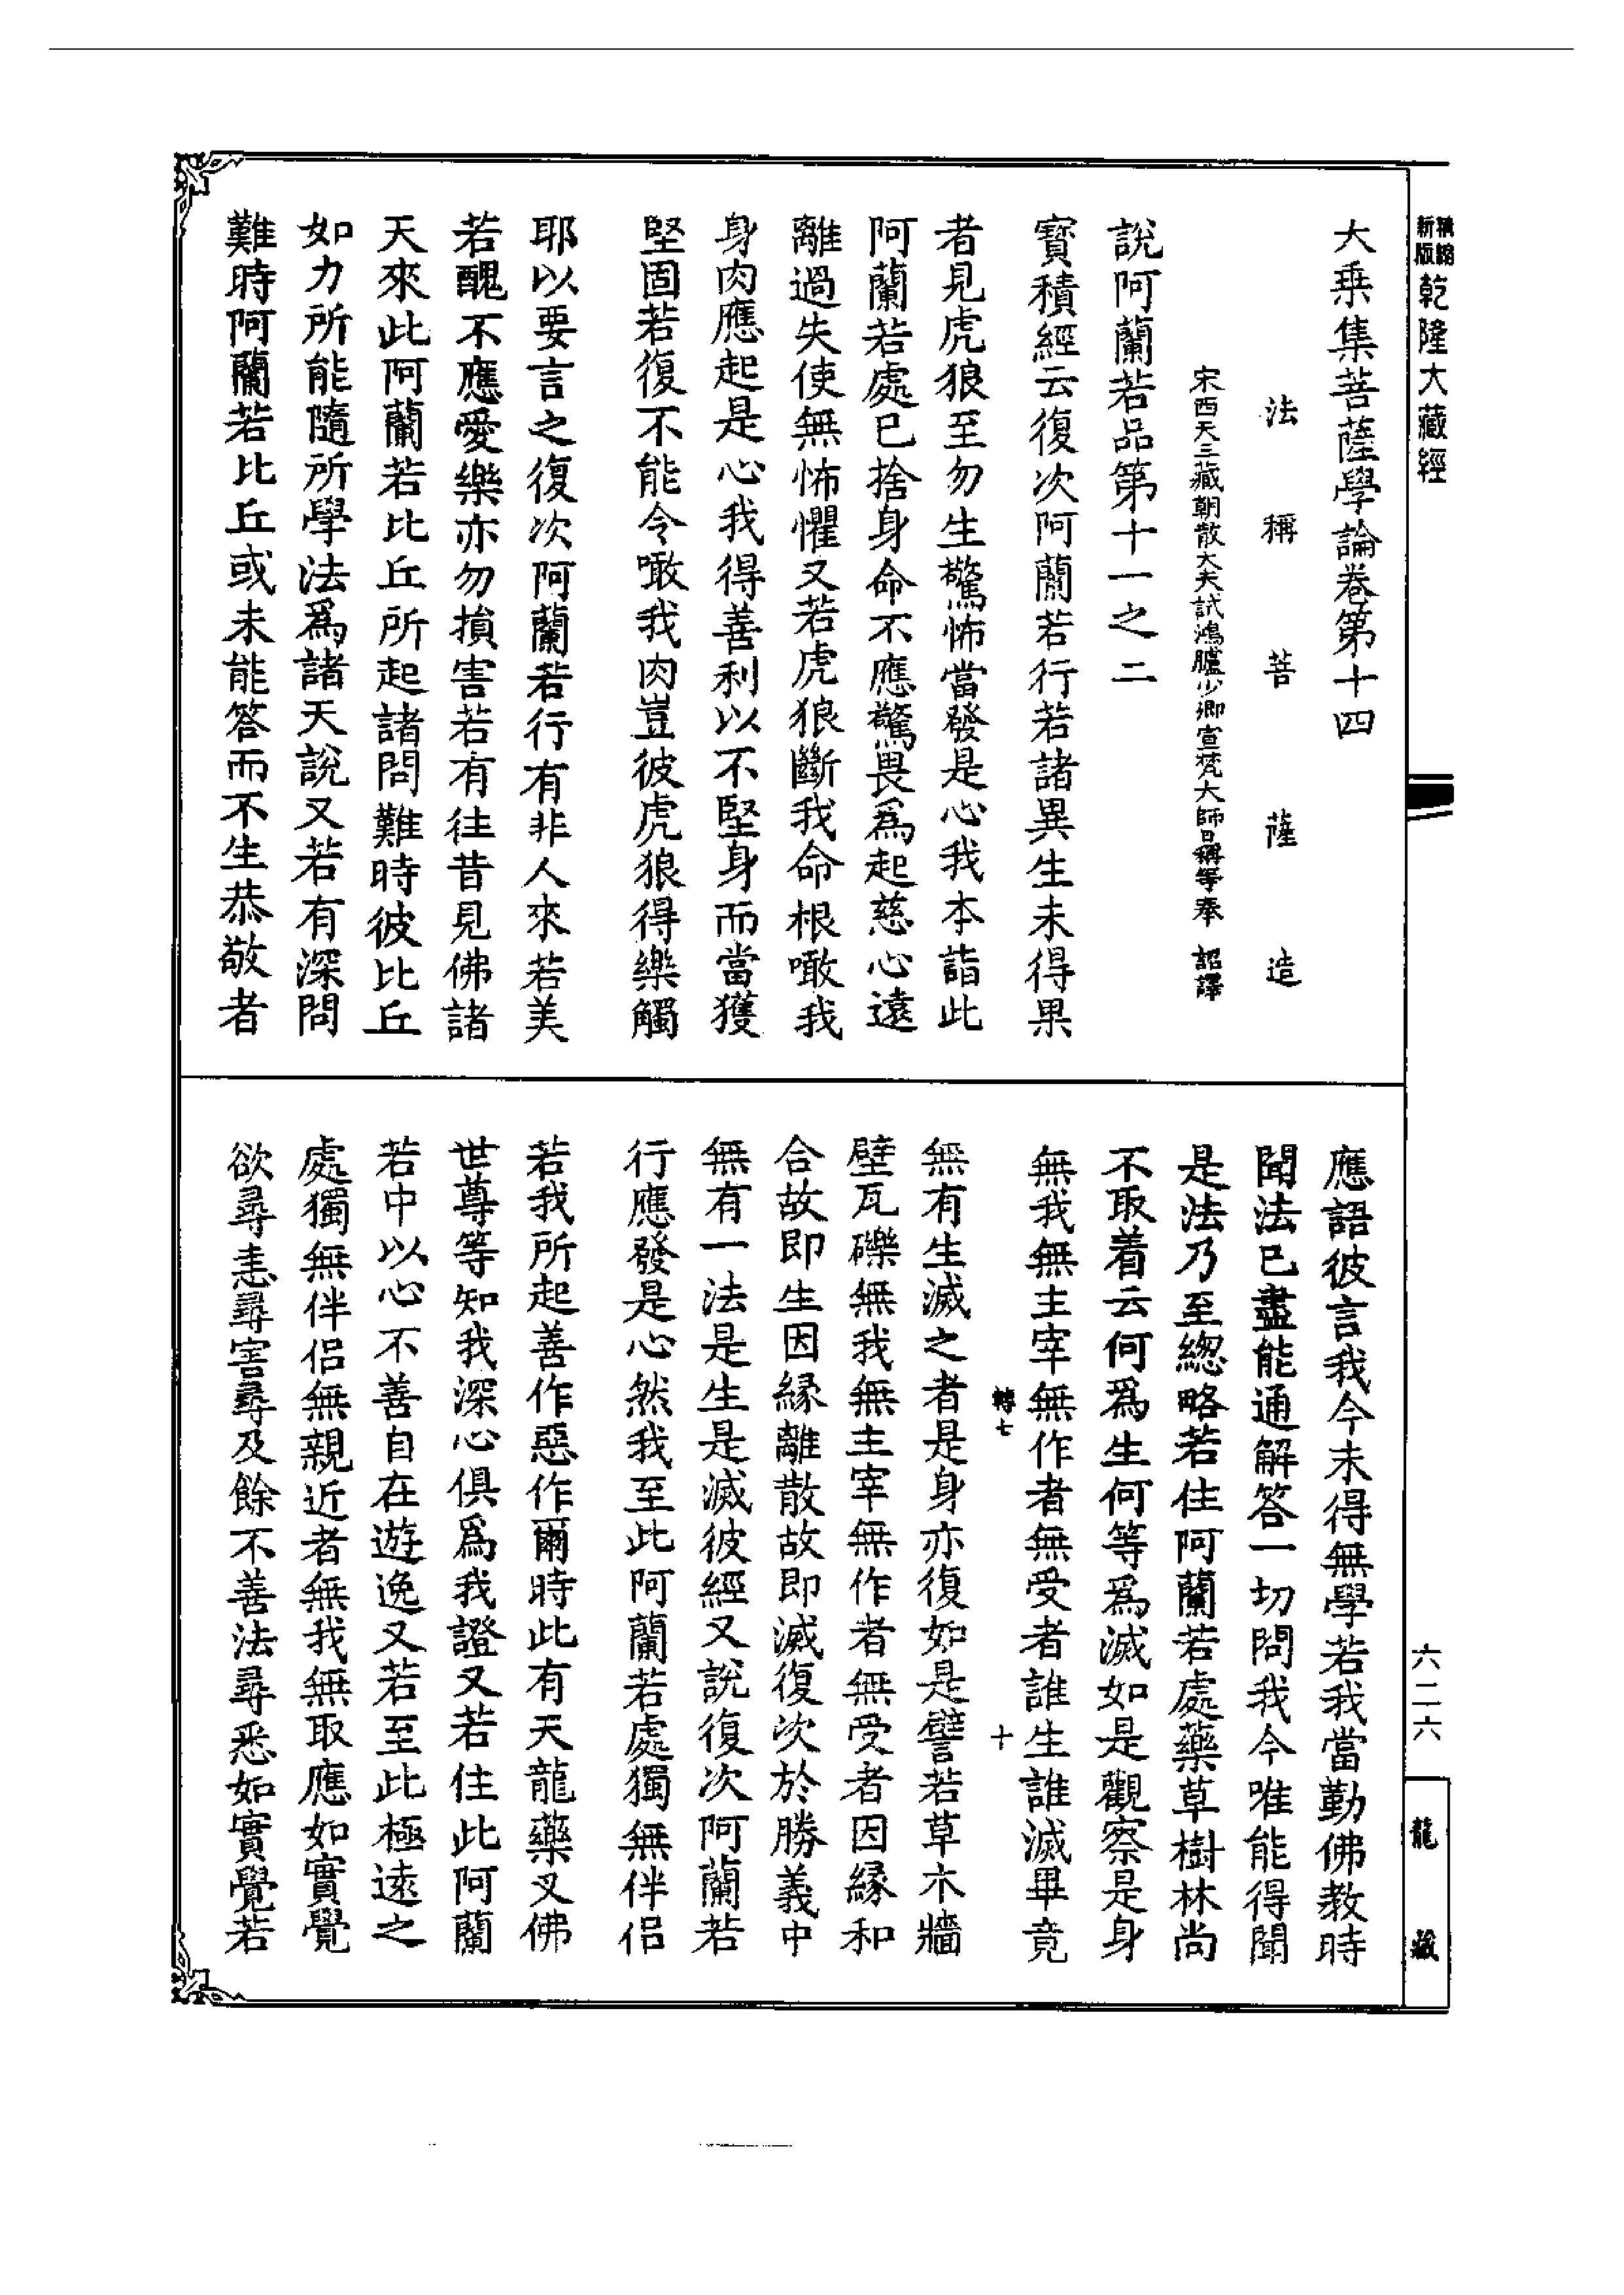 新版精縮乾隆大藏經
大乘集菩薩學論卷第十四
法稱菩薩造
宋西天三藏朝散大夫試鴻臚少卿宣梵大師日稱等奉 詔譯
說阿蘭若品第十一之二
寶積經云復次阿蘭若行若諸異生未得果
者見虎狼至勿生驚怖當發是心我本詣此
阿蘭若處已捨身命不應驚畏爲起慈心遠
離過失使無怖懼又若虎狼斷我命根噉我
身肉應起是心我得善利以不堅身而當獲
堅固若復不能令噉我肉豈彼虎狼得樂觸
耶以要言之復次阿蘭若行有非人來若美
若醜不應愛樂亦勿損害若有往昔見佛諸
天來此阿蘭若比丘所起諸問難時彼比丘
如力所能隨所學法爲諸天說又若有深問
難時阿蘭若比丘或未能答而不生恭敬者
應語彼言我今未得無學若我當勤佛教時
聞法已盡能通解答一切問我今唯能得聞
是法乃至緫略若住阿蘭若處藥草樹林尚
不取着云何爲生何等爲滅如是觀察是身
無我無主宰無作者無受者誰生誰滅畢竟
轉七
十
無有生滅之者是身亦復如是譬若草木牆
壁瓦礫無我無主宰無作者無受者因緣和
合故即生因緣離散故即滅復次於勝義中
無有一法是生是滅彼經又說復次阿蘭若
行應發是心然我至此阿蘭若處獨無伴侶
若我所起善作惡作爾時此有天龍藥叉佛
世尊等知我深心俱爲我證又若住此阿蘭
若中以心不善自在遊逸又若至此極遠之
處獨無伴侶無親近者無我無取應如實覺
欲尋恚尋害尋及餘不善法尋悉如實覺若
六二六
龍藏